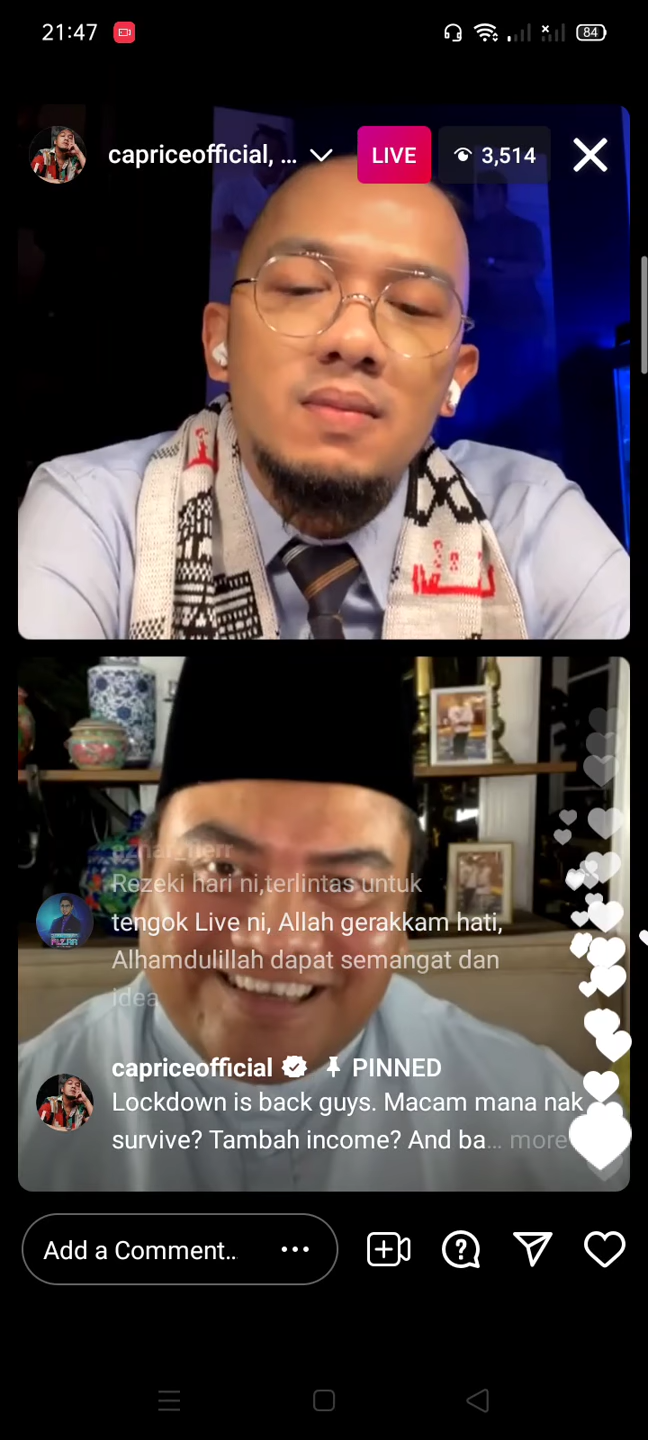 21:47
84
capriceofficial, ...
LIVE
3,514
Rezeki hari ni,terlintas untuk
tengok Live ni, Allah gerakkam hati,
Alhamdulillah dapat semangat dan
idea
capriceofficial PINNED
Lockdown is back guys. Macam mana nak
survive? Tambah income? And ba... more
Add a Comment..